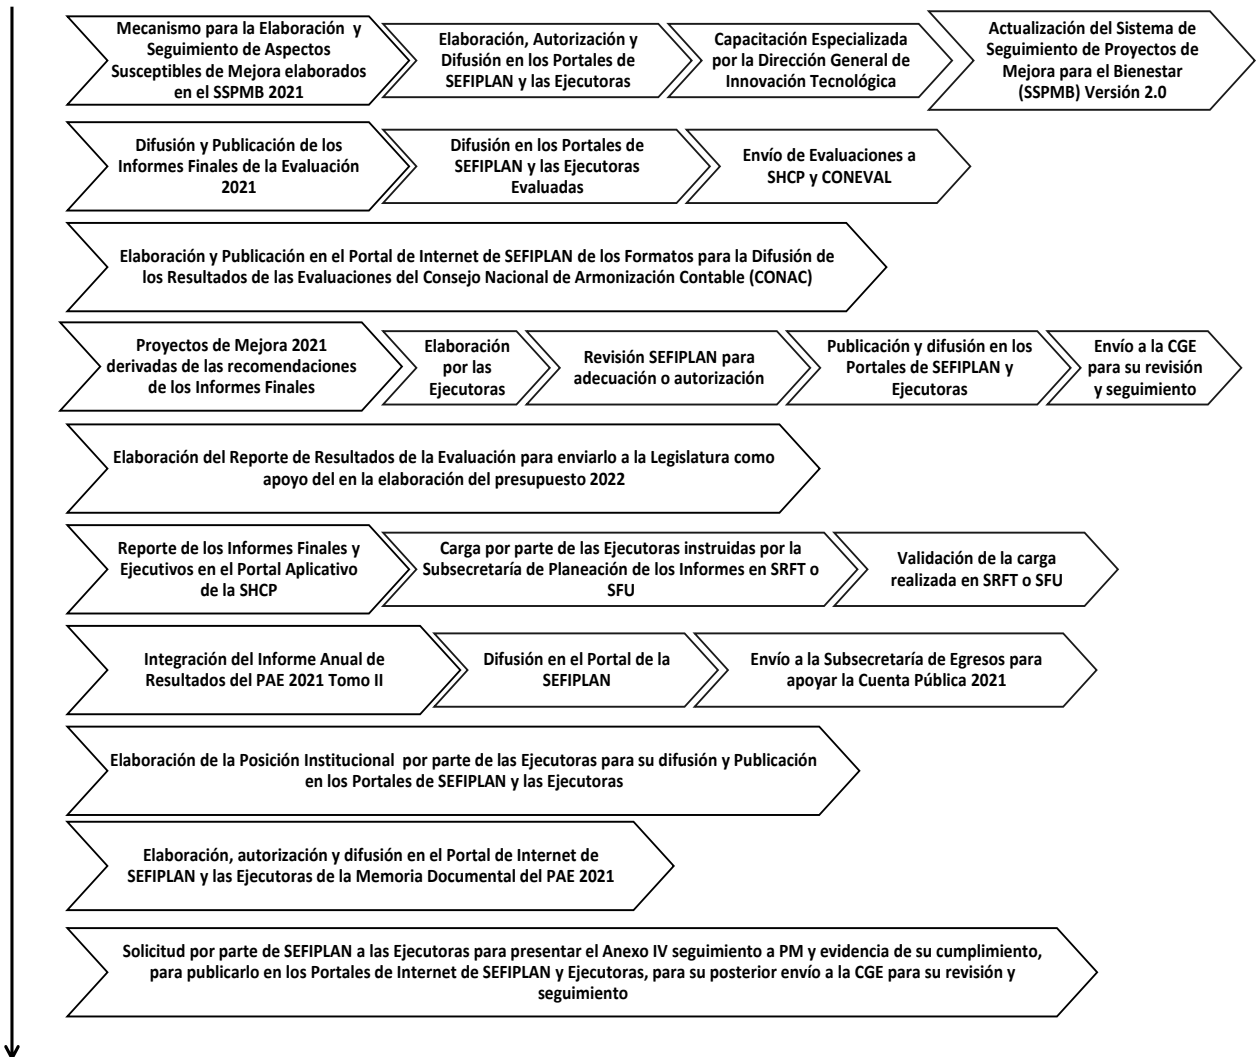 Mecanismo para la Elaboración y
Seguimiento de Aspectos
Susceptibles de Mejora elaborados
en el SSPMB 2021
Elaboración, Autorización y
Difusión en los Portales de
SEFIPLAN y las Ejecutoras
Capacitación Especializada
por la Dirección General de
Innovación Tecnológica
Actualización del Sistema de
Seguimiento de Proyectos de
Mejora para el Bienestar
(SSPMB) Versión 2.0
Difusión y Publicación de los
Informes Finales de la Evaluación
2021
Difusión en los Portales de
SEFIPLAN y las Ejecutoras
Evaluadas
Envío de Evaluaciones a
SHCP y CONEVAL
Elaboración y Publicación en el Portal de Internet de SEFIPLAN de los Formatos para la Difusión de
los Resultados de las Evaluaciones del Consejo Nacional de Armonización Contable (CONAC)
Proyectos de Mejora 2021
derivadas de las recomendaciones
de los Informes Finales
Elaboración
por las
Ejecutoras
Revisión SEFIPLAN para
adecuación o autorización
Publicación y difusión en los
Portales de SEFIPLAN y
Ejecutoras
Envío a la CGE
para su revisión
y seguimiento
Elaboración del Reporte de Resultados de la Evaluación para enviarlo a la Legislatura como
apoyo del en la elaboración del presupuesto 2022
Reporte de los Informes Finales y
Ejecutivos en el Portal Aplicativo
de la SHCP
Carga por parte de las Ejecutoras instruidas por la
Subsecretaría de Planeación de los Informes en SRFT o
SFU
Validación de la carga
realizada en SRFT o SFU
Integración del Informe Anual de
Resultados del PAE 2021 Tomo II
Difusión en el Portal de la
SEFIPLAN
Envío a la Subsecretaría de Egresos para
apoyar la Cuenta Pública 2021
Elaboración de la Posición Institucional por parte de las Ejecutoras para su difusión y Publicación
en los Portales de SEFIPLAN y las Ejecutoras
Elaboración, autorización y difusión en el Portal de Internet de
SEFIPLAN y las Ejecutoras de la Memoria Documental del PAE 2021
Solicitud por parte de SEFIPLAN a las Ejecutoras para presentar el Anexo IV seguimiento a PM y evidencia de su cumplimiento,
para publicarlo en los Portales de Internet de SEFIPLAN y Ejecutoras, para su posterior envío a la CGE para su revisión y
seguimiento